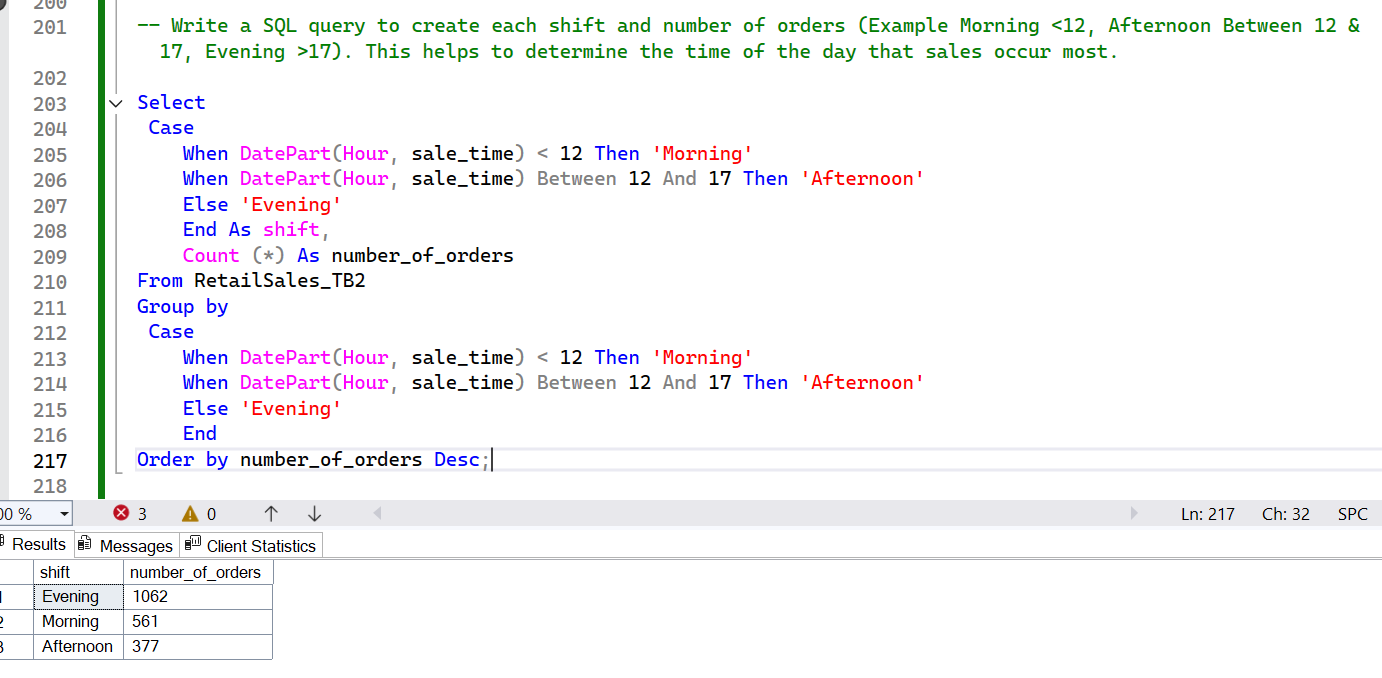 200
201 -- Write a SQL query to create each shift and number of orders (Example Morning <12, Afternoon Between 12 &
17, Evening >17). This helps to determine the time of the day that sales occur most.
202
203 Select
204 Case
205 When DatePart(Hour, sale_time) < 12 Then 'Morning'
206 When DatePart(Hour, sale_time) Between 12 And 17 Then 'Afternoon'
207 Else 'Evening'
208 End As shift,
209 Count (*) As number_of_orders
210 From RetailSales_TB2
211 Group by
212 Case
213 When DatePart(Hour, sale_time) < 12 Then 'Morning'
214 When DatePart(Hour, sale_time) Between 12 And 17 Then 'Afternoon'
215 Else 'Evening'
216 End
217 Order by number_of_orders Desc;
218
00 % 3 0 Ln: 217 Ch: 32 SPC
Results Messages Client Statistics
shift number_of_orders
1 Evening 1062
2 Morning 561
3 Afternoon 377